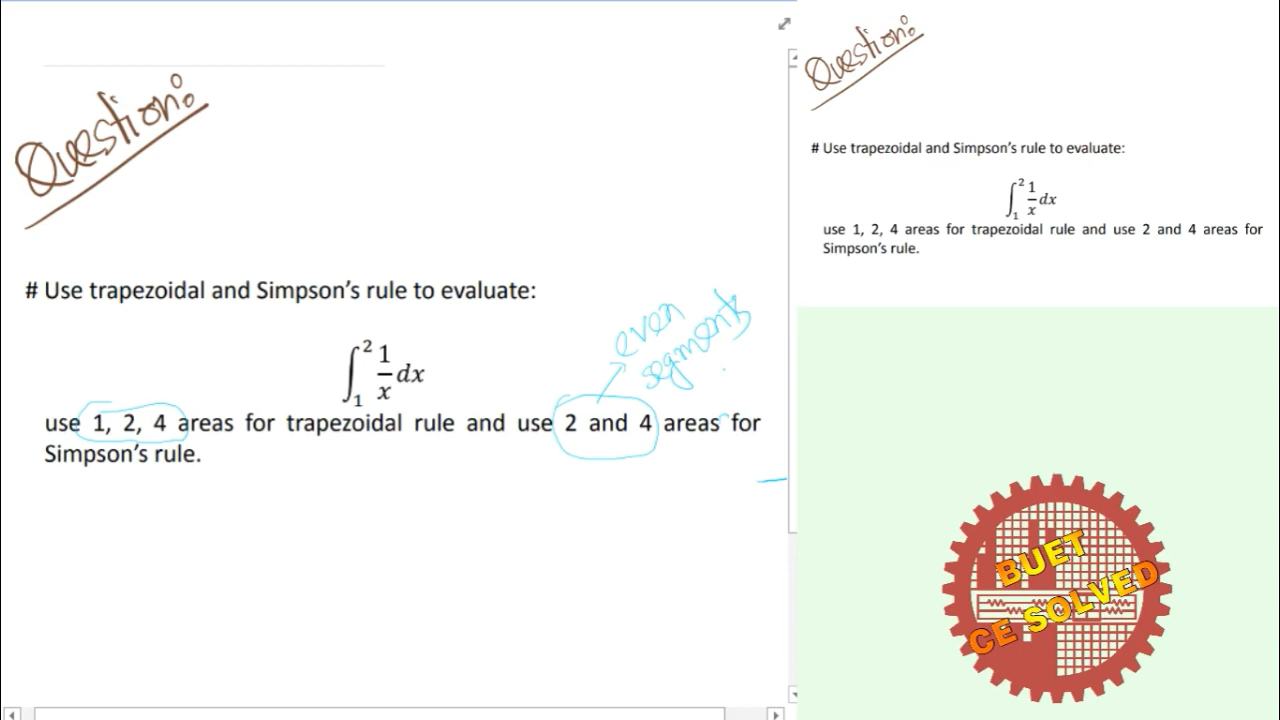 Question:
# Use trapezoidal and Simpson's rule to evaluate:
∫₁² 1/x dx
even
segments
use 1, 2, 4 areas for trapezoidal rule and use 2 and 4 areas for
Simpson's rule.
Question:
# Use trapezoidal and Simpson's rule to evaluate:
∫₁² 1/x dx
use 1, 2, 4 areas for trapezoidal rule and use 2 and 4 areas for
Simpson's rule.
BUET
CE SOLVED